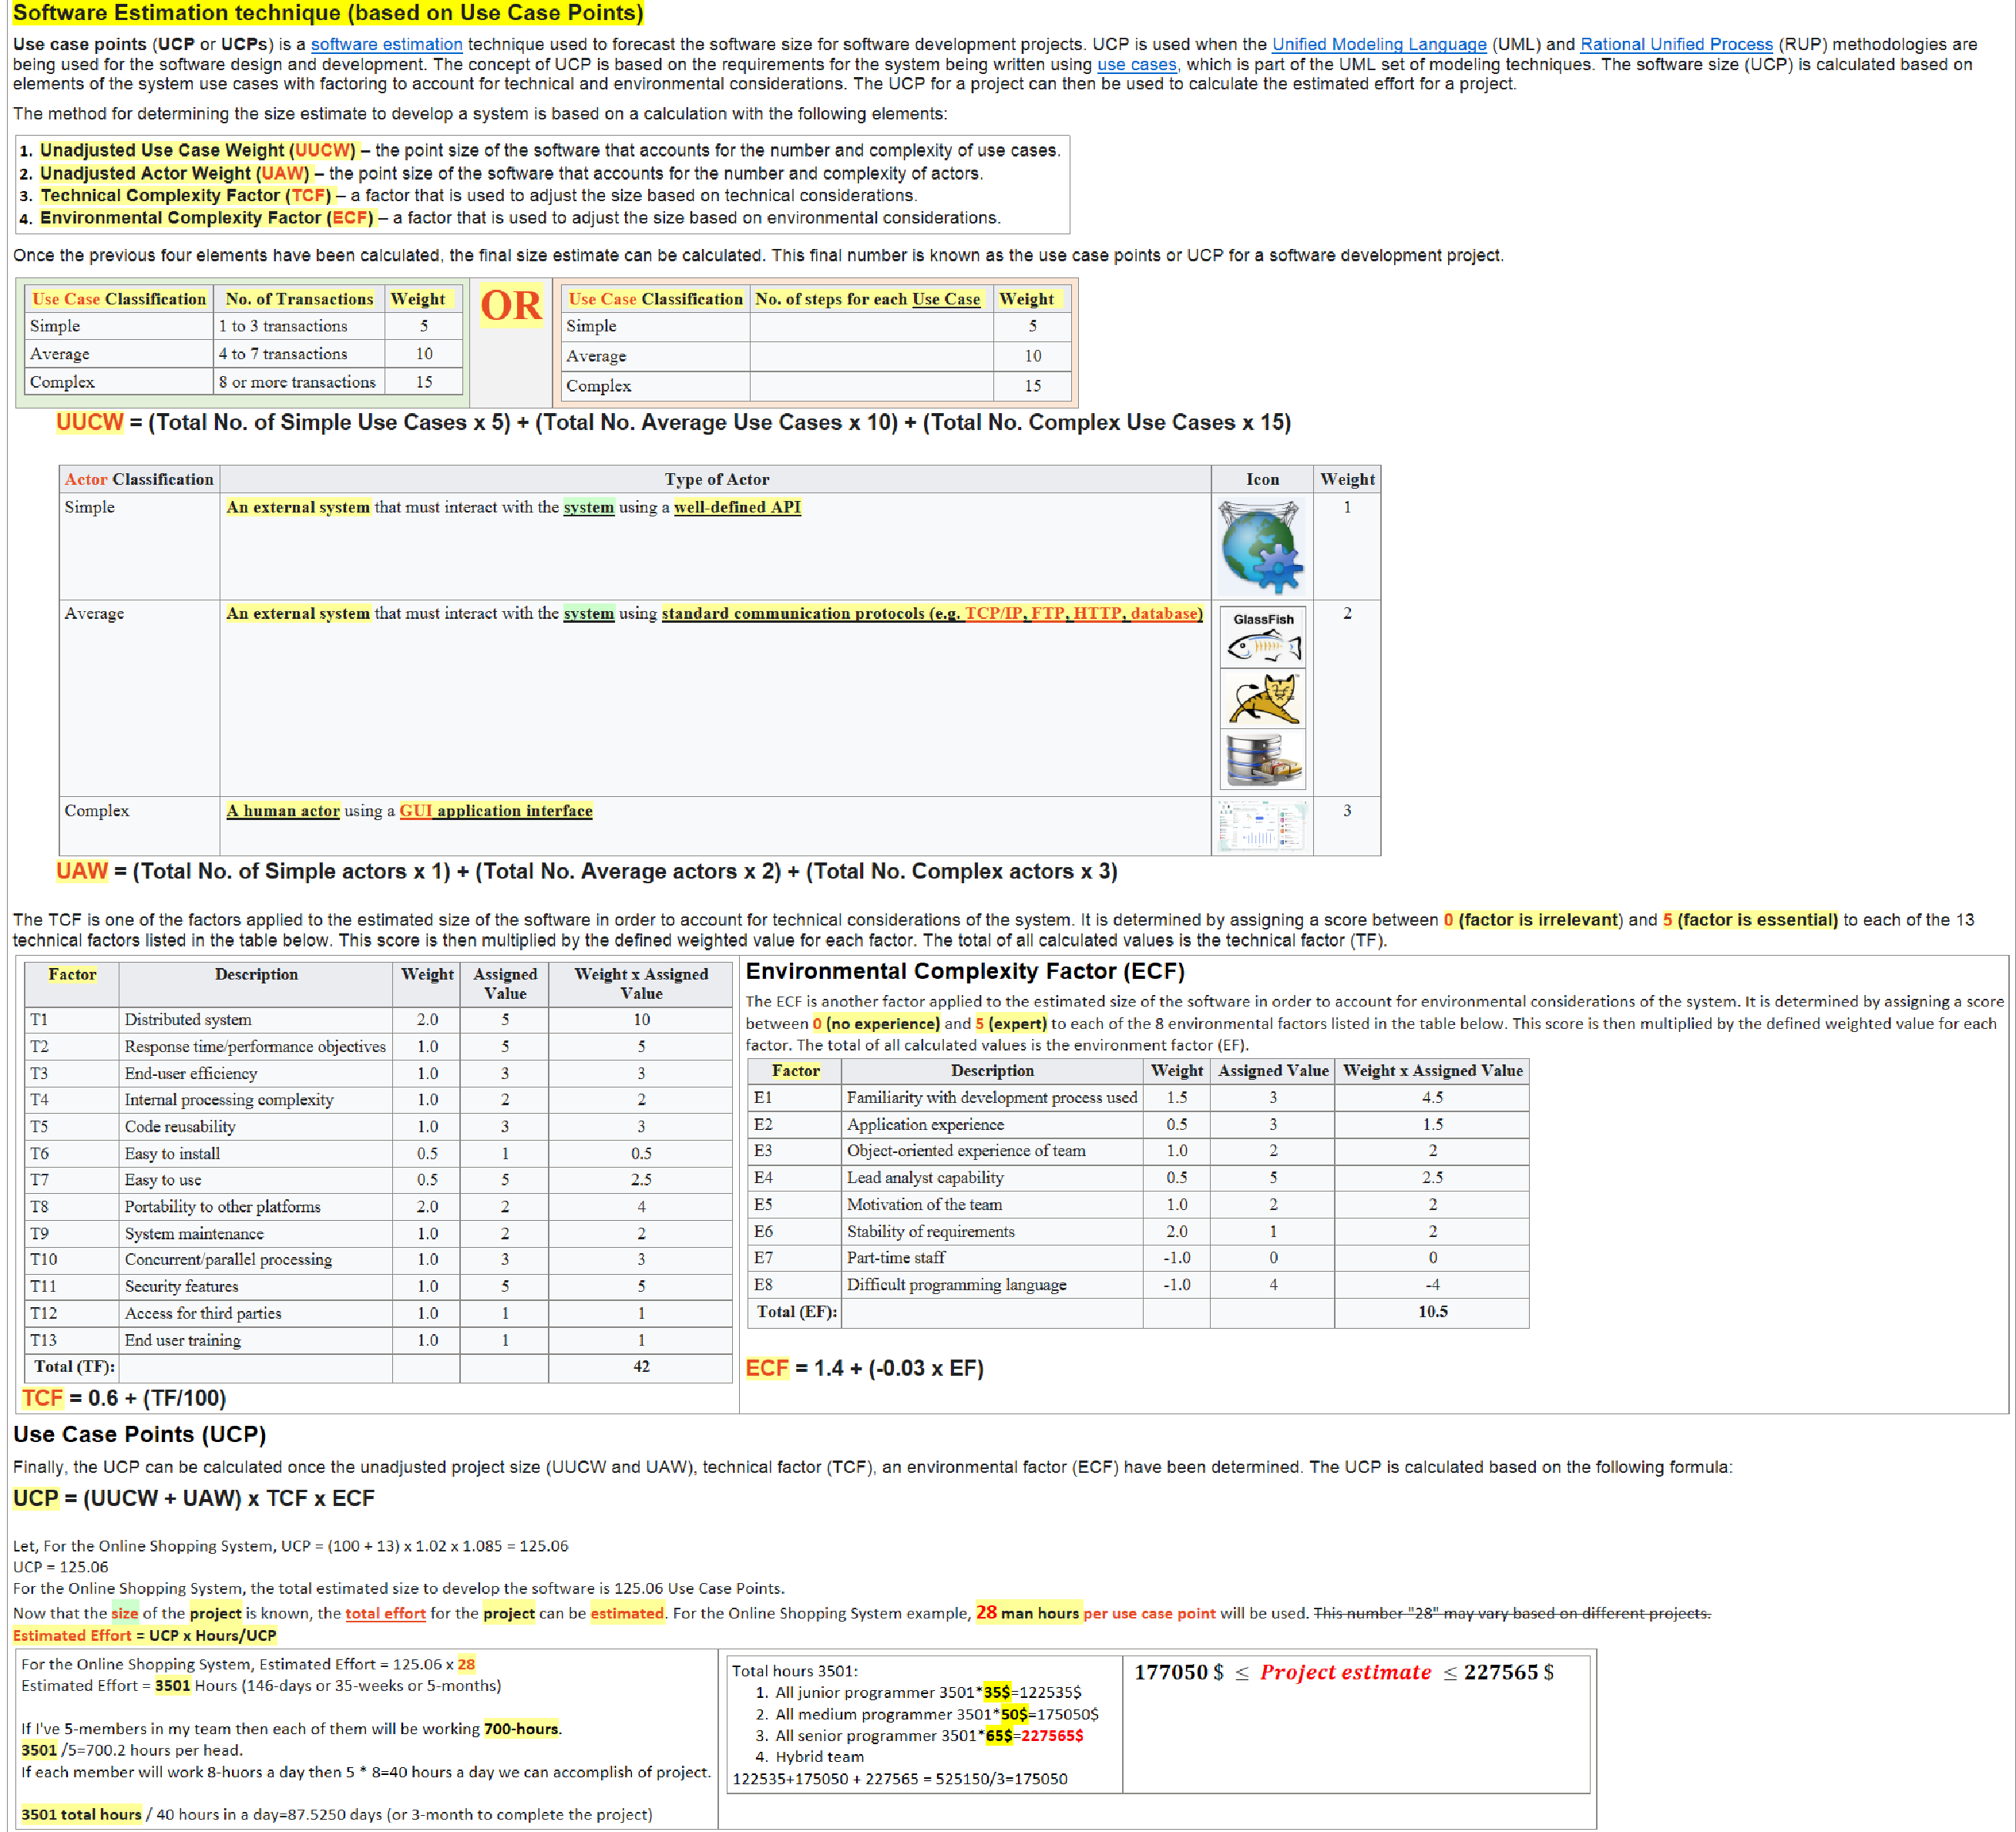 Software Estimation technique (based on Use Case Points)
Use case points (UCP or UCPs) is a software estimation technique used to forecast the software size for software development projects. UCP is used when the Unified Modeling Language (UML) and Rational Unified Process (RUP) methodologies are
being used for the software design and development. The concept of UCP is based on the requirements for the system being written using use cases, which is part of the UML set of modeling techniques. The software size (UCP) is calculated based on
elements of the system use cases with factoring to account for technical and environmental considerations. The UCP for a project can then be used to calculate the estimated effort for a project.
The method for determining the size estimate to develop a system is based on a calculation with the following elements:
1. Unadjusted Use Case Weight (UUCW) – the point size of the software that accounts for the number and complexity of use cases.
2. Unadjusted Actor Weight (UAW) – the point size of the software that accounts for the number and complexity of actors.
3. Technical Complexity Factor (TCF) – a factor that is used to adjust the size based on technical considerations.
4. Environmental Complexity Factor (ECF) – a factor that is used to adjust the size based on environmental considerations.
Once the previous four elements have been calculated, the final size estimate can be calculated. This final number is known as the use case points or UCP for a software development project.
Use Case Classification No. of Transactions Weight
Simple 1 to 3 transactions 5
Average 4 to 7 transactions 10
Complex 8 or more transactions 15
OR
Use Case Classification No. of steps for each Use Case Weight
Simple 5
Average 10
Complex 15
UUCW = (Total No. of Simple Use Cases x 5) + (Total No. Average Use Cases x 10) + (Total No. Complex Use Cases x 15)
Actor Classification Type of Actor Icon Weight
Simple An external system that must interact with the system using a well-defined API 1
Average An external system that must interact with the system using standard communication protocols (e.g. TCP/IP, FTP, HTTP, database) 2
GlassFish
Complex A human actor using a GUI application interface 3
UAW = (Total No. of Simple actors x 1) + (Total No. Average actors x 2) + (Total No. Complex actors x 3)
The TCF is one of the factors applied to the estimated size of the software in order to account for technical considerations of the system. It is determined by assigning a score between 0 (factor is irrelevant) and 5 (factor is essential) to each of the 13
technical factors listed in the table below. This score is then multiplied by the defined weighted value for each factor. The total of all calculated values is the technical factor (TF).
Factor Description Weight Assigned Value Weight x Assigned Value
T1 Distributed system 2.0 5 10
T2 Response time/performance objectives 1.0 5 5
T3 End-user efficiency 1.0 3 3
T4 Internal processing complexity 1.0 2 2
T5 Code reusability 1.0 3 3
T6 Easy to install 0.5 1 0.5
T7 Easy to use 0.5 5 2.5
T8 Portability to other platforms 2.0 2 4
T9 System maintenance 1.0 2 2
T10 Concurrent/parallel processing 1.0 3 3
T11 Security features 1.0 5 5
T12 Access for third parties 1.0 1 1
T13 End user training 1.0 1 1
Total (TF): 42
TCF = 0.6 + (TF/100)
Environmental Complexity Factor (ECF)
The ECF is another factor applied to the estimated size of the software in order to account for environmental considerations of the system. It is determined by assigning a score
between 0 (no experience) and 5 (expert) to each of the 8 environmental factors listed in the table below. This score is then multiplied by the defined weighted value for each
factor. The total of all calculated values is the environment factor (EF).
Factor Description Weight Assigned Value Weight x Assigned Value
E1 Familiarity with development process used 1.5 3 4.5
E2 Application experience 0.5 3 1.5
E3 Object-oriented experience of team 1.0 2 2
E4 Lead analyst capability 0.5 5 2.5
E5 Motivation of the team 1.0 2 2
E6 Stability of requirements 2.0 1 2
E7 Part-time staff -1.0 0 0
E8 Difficult programming language -1.0 4 -4
Total (EF): 10.5
ECF = 1.4 + (-0.03 x EF)
Use Case Points (UCP)
Finally, the UCP can be calculated once the unadjusted project size (UUCW and UAW), technical factor (TCF), an environmental factor (ECF) have been determined. The UCP is calculated based on the following formula:
UCP = (UUCW + UAW) x TCF x ECF
Let, For the Online Shopping System, UCP = (100 + 13) x 1.02 x 1.085 = 125.06
UCP = 125.06
For the Online Shopping System, the total estimated size to develop the software is 125.06 Use Case Points.
Now that the size of the project is known, the total effort for the project can be estimated. For the Online Shopping System example, 28 man hours per use case point will be used. This number "28" may vary based on different projects.
Estimated Effort = UCP x Hours/UCP
For the Online Shopping System, Estimated Effort = 125.06 x 28
Estimated Effort = 3501 Hours (146-days or 35-weeks or 5-months)
If I've 5-members in my team then each of them will be working 700-hours.
3501 /5=700.2 hours per head.
If each member will work 8-huors a day then 5 * 8=40 hours a day we can accomplish of project.
3501 total hours / 40 hours in a day=87.5250 days (or 3-month to complete the project)
Total hours 3501:
1. All junior programmer 3501*35$=122535$
2. All medium programmer 3501*50$=175050$
3. All senior programmer 3501*65$=227565$
4. Hybrid team
122535+175050 + 227565 = 525150/3=175050
177050 $ ≤ Project estimate ≤ 227565 $